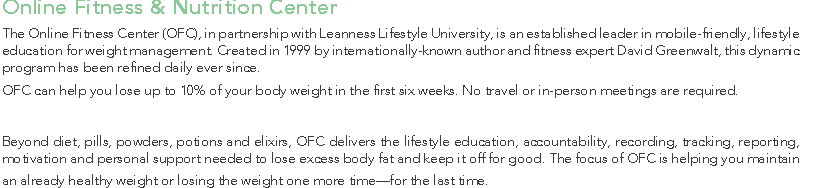 Online Fitness & Nutrition Center
The Online Fitness Center (OFC), in partnership with Leanness Lifestyle University, is an established leader in mobile-friendly, lifestyle
education for weight management. Created in 1999 by internationally-known author and fitness expert David Greenwalt, this dynamic
program has been refined daily ever since.
OFC can help you lose up to 10% of your body weight in the first six weeks. No travel or in-person meetings are required.
Beyond diet, pills, powders, potions and elixirs, OFC delivers the lifestyle education, accountability, recording, tracking, reporting,
motivation and personal support needed to lose excess body fat and keep it off for good. The focus of OFC is helping you maintain
an already healthy weight or losing the weight one more time—for the last time.